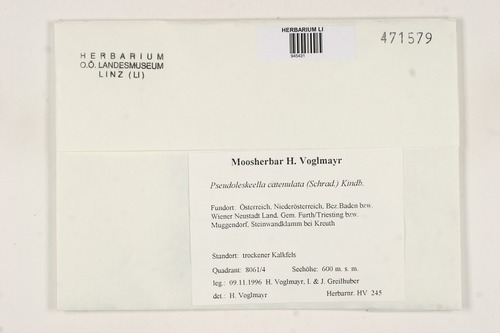 HERBARIUM LI
945431
471579
HERBARIUM
O.Ö. LANDESMUSEUM
LINZ (LI)
Moosherbar H. Voglmayr
Pseudoleskeella catenulata (Schrad.) Kindb.
Fundort: Österreich, Niederösterreich, Bez.Baden bzw.
Wiener Neustadt Land. Gem. Furth/Triesting bzw.
Muggendorf, Steinwandklamm bei Kreuth
Standort: trockener Kalkfels
Quadrant: 8061/4 Seehöhe: 600 m. s. m.
leg.: 09.11.1996 H. Voglmayr, I. & J. Greilhuber
det.: H. Voglmayr Herbarnr. HV 245